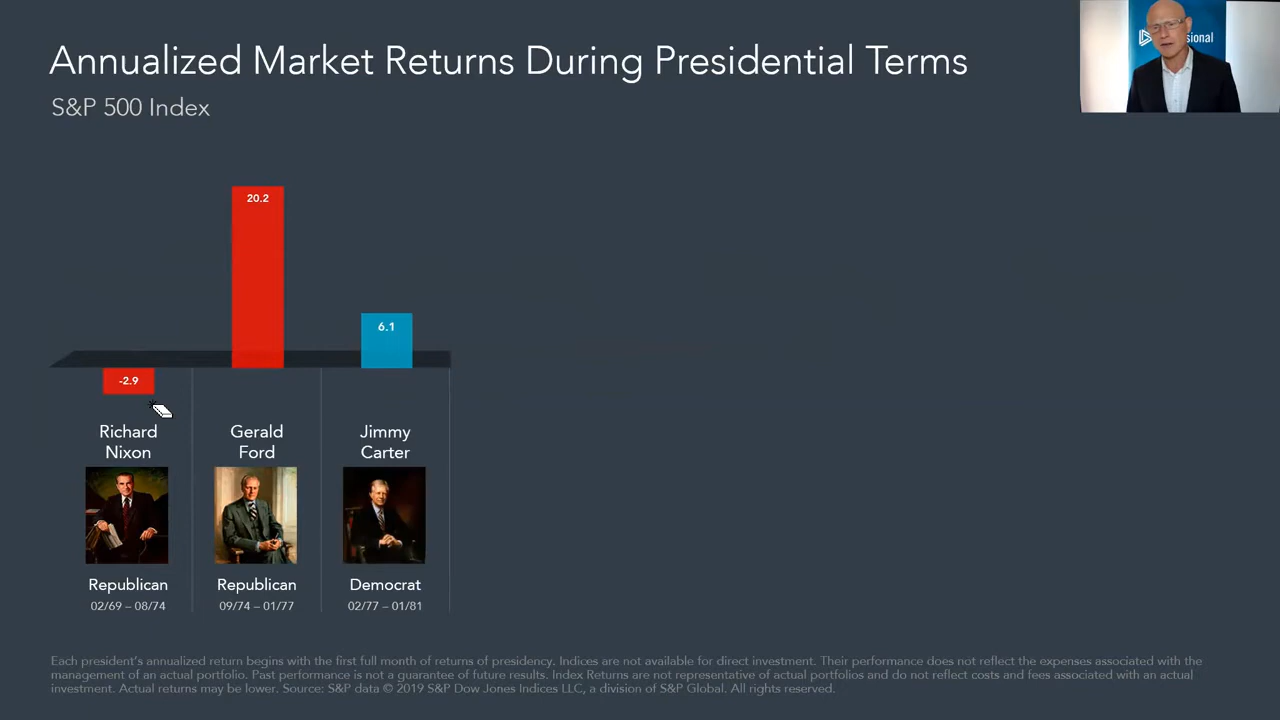 Annualized Market Returns During Presidential Terms
S&P 500 Index
20.2
6.1
-2.9
Richard
Nixon
Gerald
Ford
Jimmy
Carter
Republican
02/69 – 08/74
Republican
09/74 – 01/77
Democrat
02/77 – 01/81
Each president's annualized return begins with the first full month of returns of presidency. Indices are not available for direct investment. Their performance does not reflect the expenses associated with the
management of an actual portfolio. Past performance is not a guarantee of future results. Index Returns are not representative of actual portfolios and do not reflect costs and fees associated with an actual
investment. Actual returns may be lower. Source: S&P data © 2019 S&P Dow Jones Indices LLC, a division of S&P Global. All rights reserved.